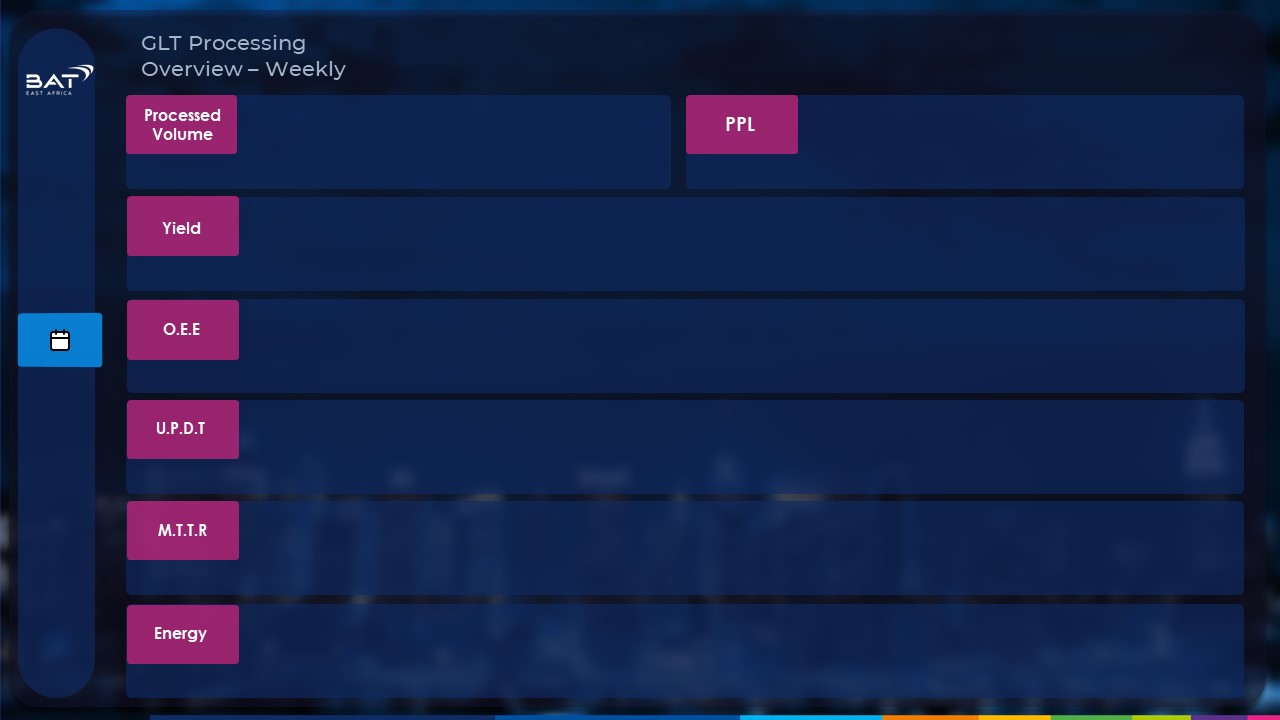 GLT Processing
Overview – Weekly
BAT
EAST AFRICA
Processed
Volume
PPL
Yield
O.E.E
U.P.D.T
M.T.T.R
Energy